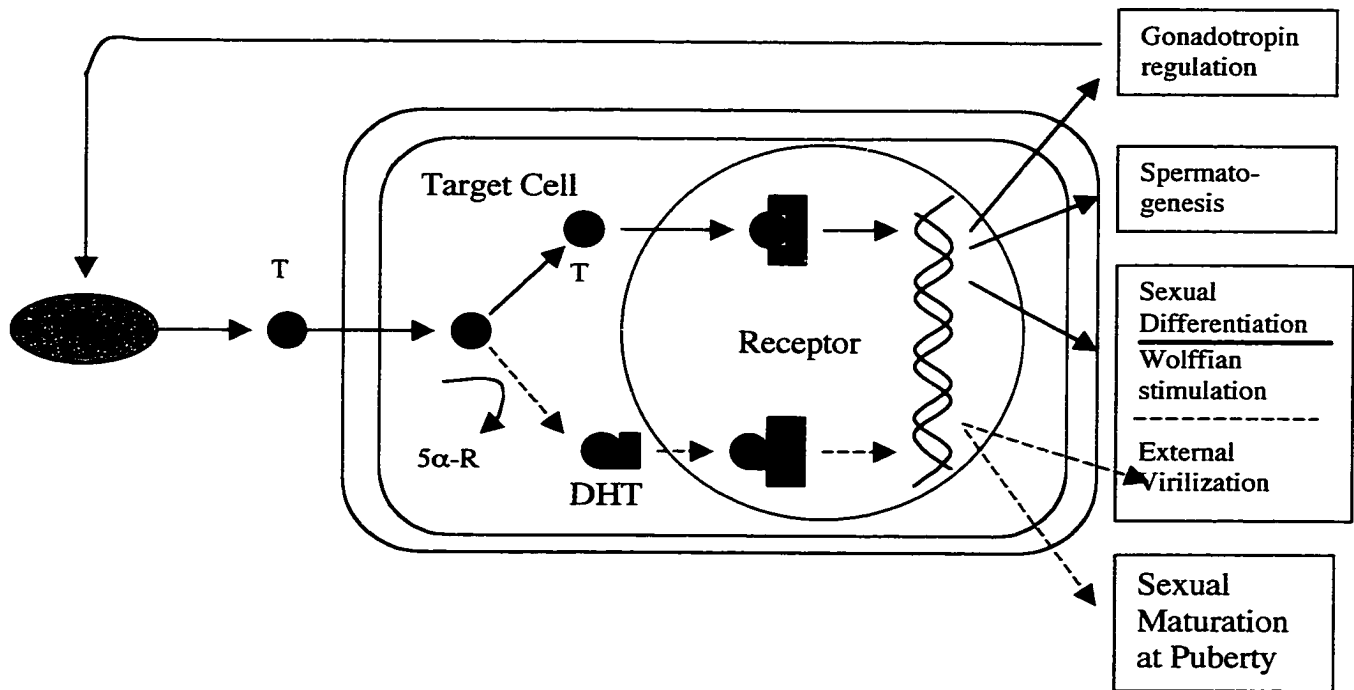 Gonadotropin
regulation
Target Cell
Spermato-
genesis
T
T
Sexual
Differentiation
Receptor
Wolffian
stimulation
5α-R
External
Virilization
DHT
Sexual
Maturation
at Puberty